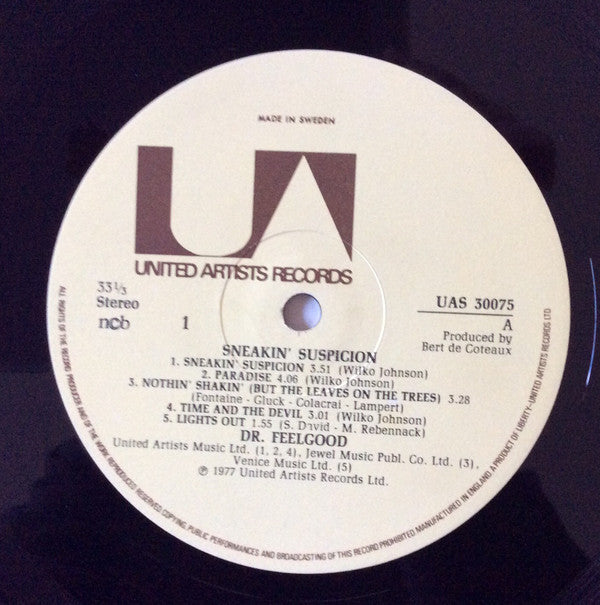 MADE IN SWEDEN
UA
UNITED ARTISTS RECORDS
33⅓
Stereo
ncb
1
UAS 30075
A
Produced by
Bert de Coteaux
SNEAKIN' SUSPICION
1. SNEAKIN' SUSPICION 3.51 (Wilko Johnson)
2. PARADISE 4.06 (Wilko Johnson)
3. NOTHIN' SHAKIN' (BUT THE LEAVES ON THE TREES) 3.28
(Fontaine - Gluck - Colacrai - Lampert)
4. TIME AND THE DEVIL 3.01 (Wilko Johnson)
5. LIGHTS OUT 1.55 (S. David - M. Rebennack)
DR. FEELGOOD
United Artists Music Ltd. (1, 2, 4), Jewel Music Publ. Co. Ltd. (3),
Venice Music Ltd. (5)
℗ 1977 United Artists Records Ltd.
ALL RIGHTS OF THE RECORD PRODUCER AND OF THE WORK REPRODUCED RESERVED. COPYING, PUBLIC PERFORMANCES AND BROADCASTING OF THIS RECORD PROHIBITED MANUFACTURED IN ENGLAND A PRODUCT OF LIBERTY-UNITED ARTISTS RECORDS LTD